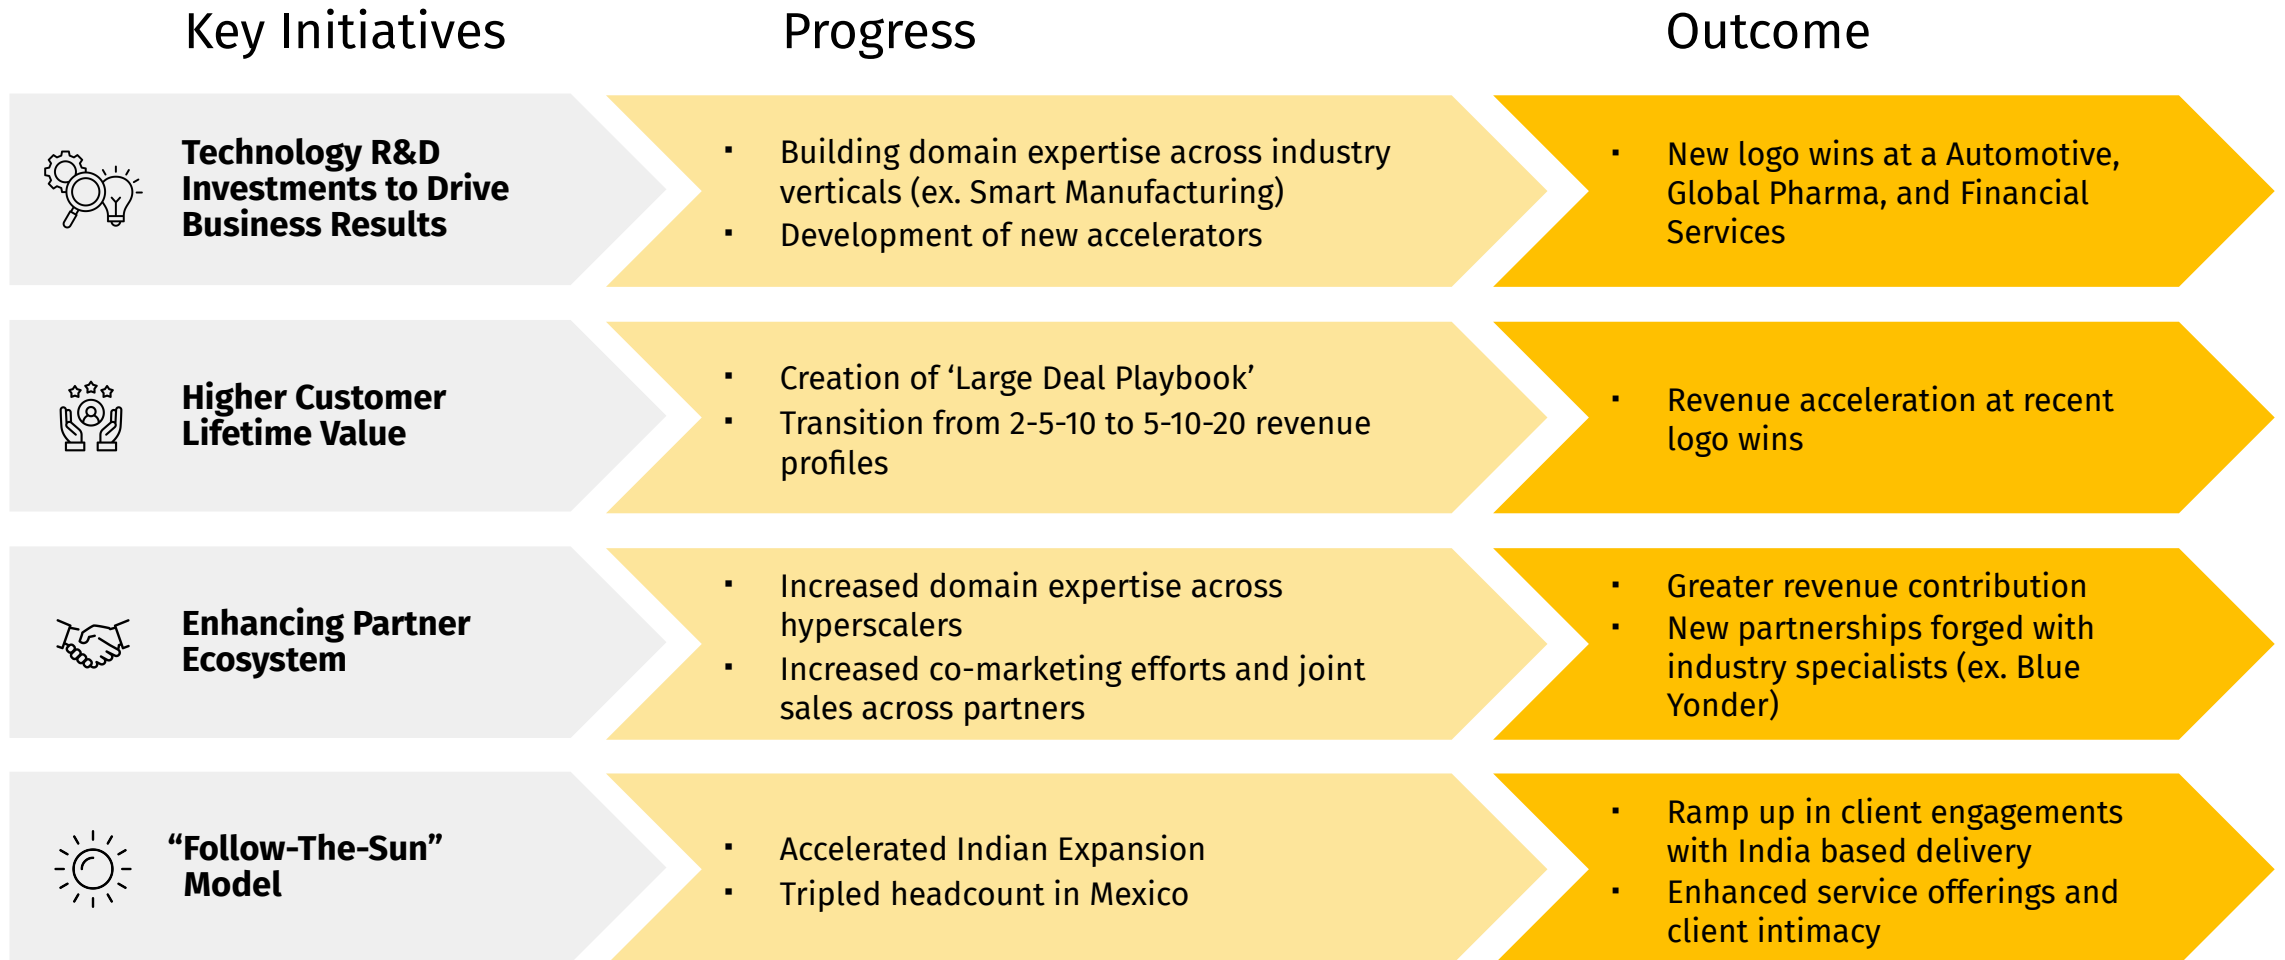 Key Initiatives
Progress
Outcome
Technology R&D
Investments to Drive
Business Results
▪ Building domain expertise across industry
verticals (ex. Smart Manufacturing)
▪ Development of new accelerators
▪ New logo wins at a Automotive,
Global Pharma, and Financial
Services
Higher Customer
Lifetime Value
▪ Creation of ‘Large Deal Playbook’
▪ Transition from 2-5-10 to 5-10-20 revenue
profiles
▪ Revenue acceleration at recent
logo wins
Enhancing Partner
Ecosystem
▪ Increased domain expertise across
hyperscalers
▪ Increased co-marketing efforts and joint
sales across partners
▪ Greater revenue contribution
▪ New partnerships forged with
industry specialists (ex. Blue
Yonder)
“Follow-The-Sun”
Model
▪ Accelerated Indian Expansion
▪ Tripled headcount in Mexico
▪ Ramp up in client engagements
with India based delivery
▪ Enhanced service offerings and
client intimacy